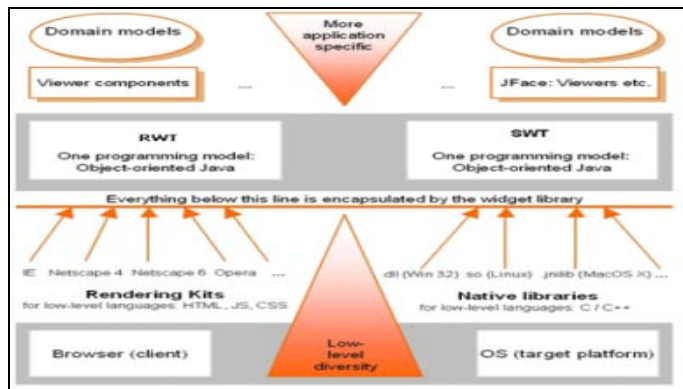 Domain models
More
application
specific
Domain models
Viewer components
...
...
JFace: Viewers etc.
RWT
One programming model:
Object-oriented Java
SWT
One programming model:
Object-oriented Java
Everything below this line is encapsulated by the widget library
IE Netscape 4 Netscape 6 Opera ...
dll (Win 32) so (Linux) .jnilib (MacOS X) ...
Rendering Kits
for low-level languages: HTML, JS, CSS
Native libraries
for low-level languages: C / C++
Browser (client)
Low-
level
diversity
OS (target platform)